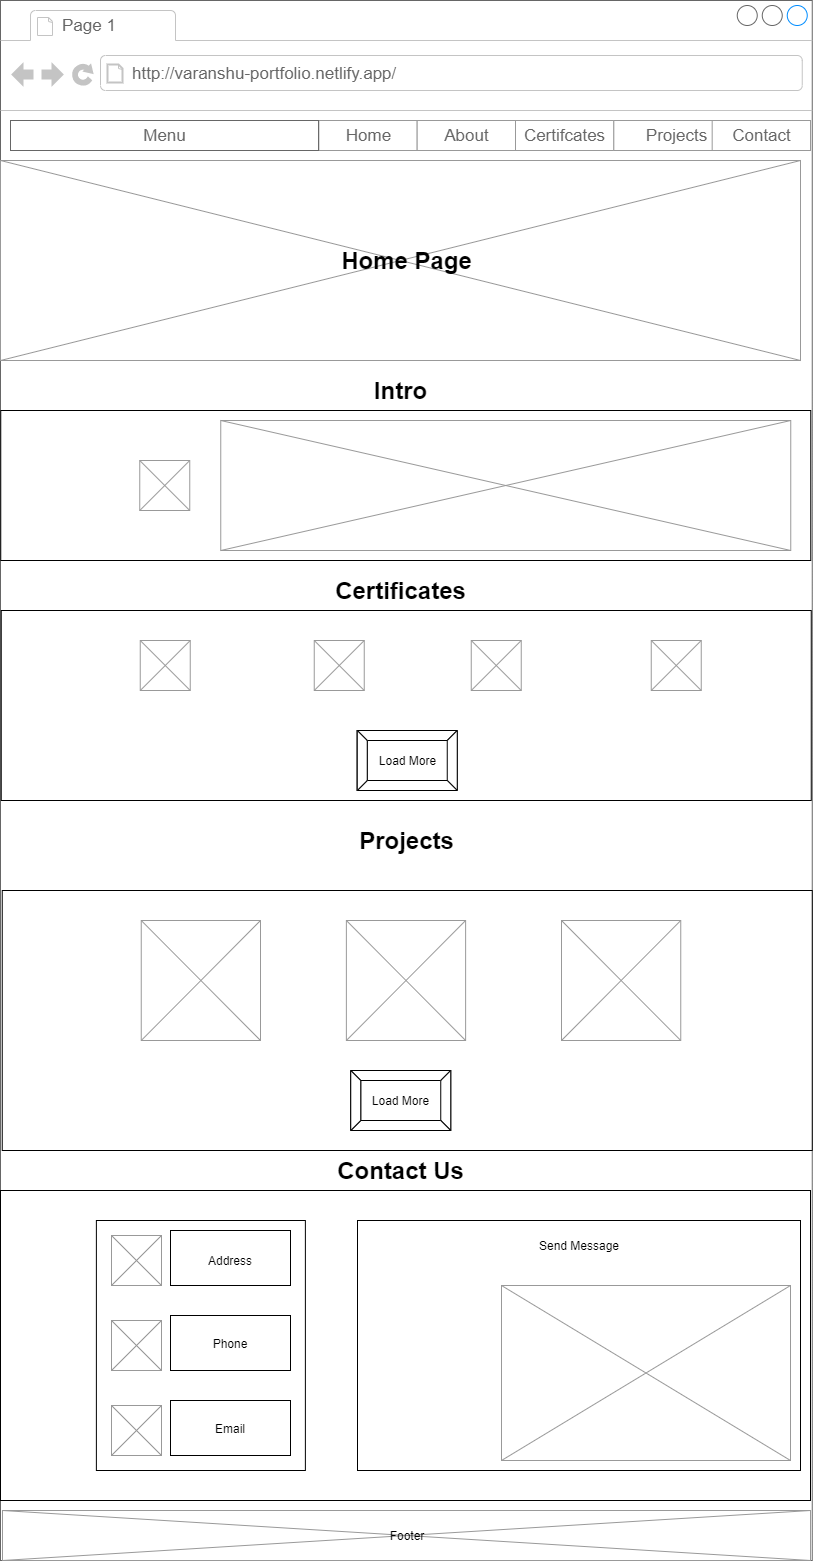 Page 1
http://varanshu-portfolio.netlify.app/
Menu Home About Certifcates Projects Contact
Home Page
Intro
Certificates
Load More
Projects
Load More
Contact Us
Address
Send Message
Phone
Email
Footer